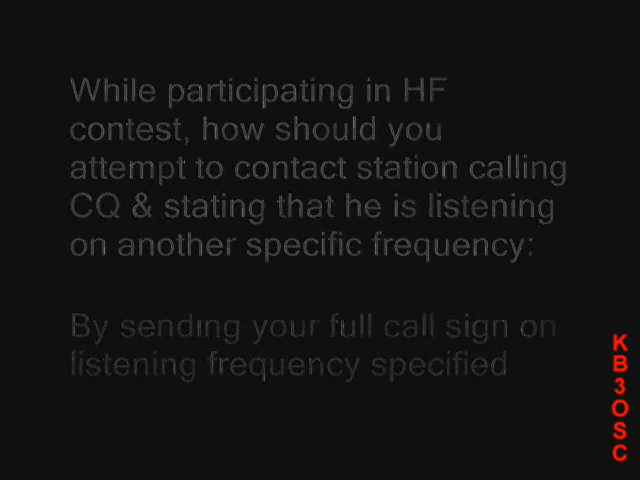 While participating in HF
contest, how should you
attempt to contact station calling
CQ & stating that he is listening
on another specific frequency:
By sending your full call sign on
listening frequency specified
KB3OSC